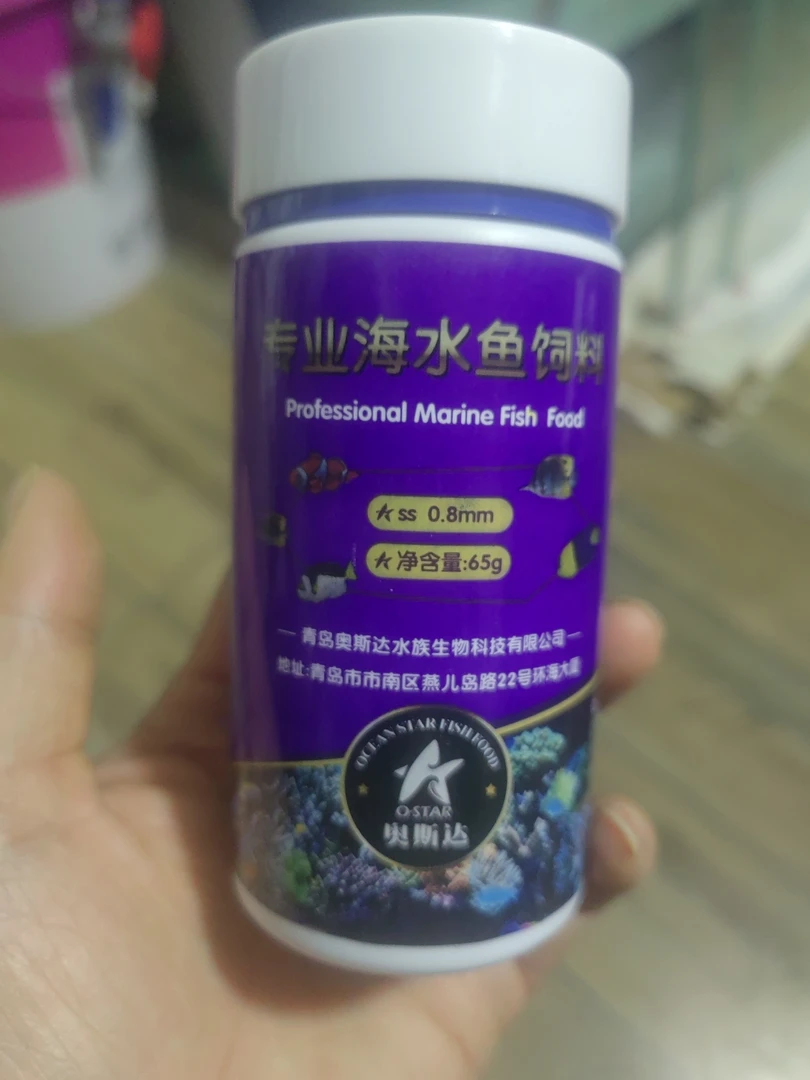 专业海水鱼饲料
Professional Marine Fish Food
ss 0.8mm
净含量:65g
青岛奥斯达水族生物科技有限公司
地址:青岛市市南区燕儿岛路22号环海大厦
OCEAN STAR FISH FOOD
O-STAR
奥斯达